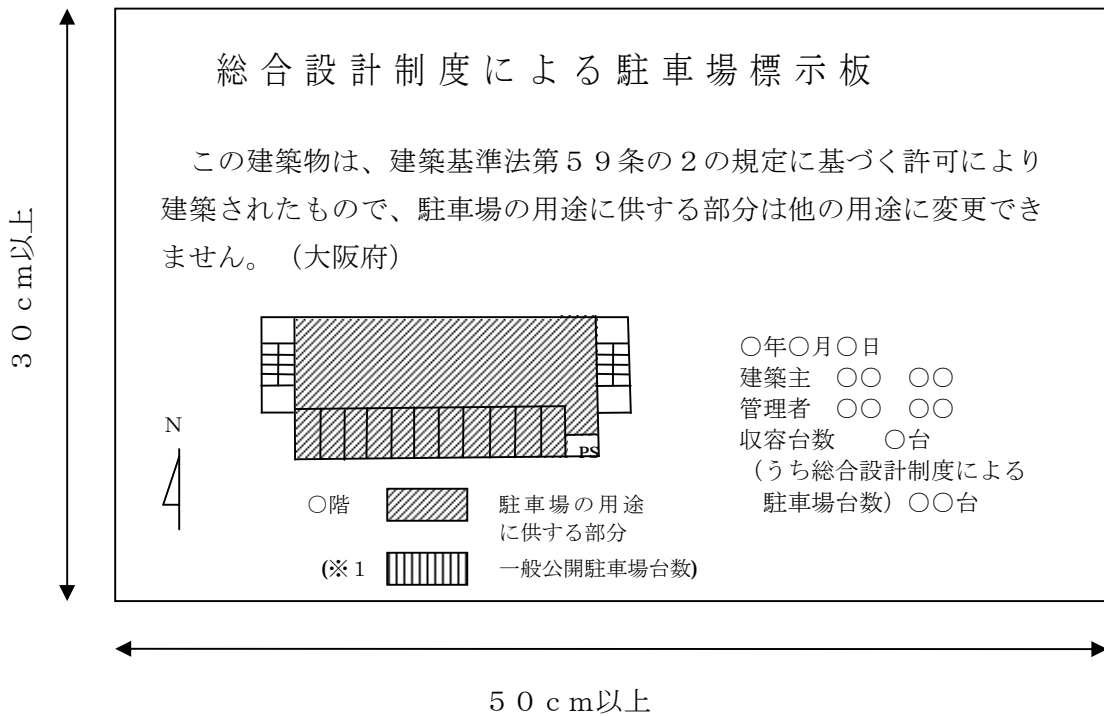 総合設計制度による駐車場標示板
この建築物は、建築基準法第５９条の２の規定に基づく許可により
建築されたもので、駐車場の用途に供する部分は他の用途に変更でき
ません。（大阪府）
３０ｃｍ以上
○年○月○日
建築主　○○　○○
管理者　○○　○○
収容台数　　○台
（うち総合設計制度による
駐車場台数）○○台
N
PS
○階
駐車場の用途
に供する部分
(※１
一般公開駐車場台数)
５０ｃｍ以上